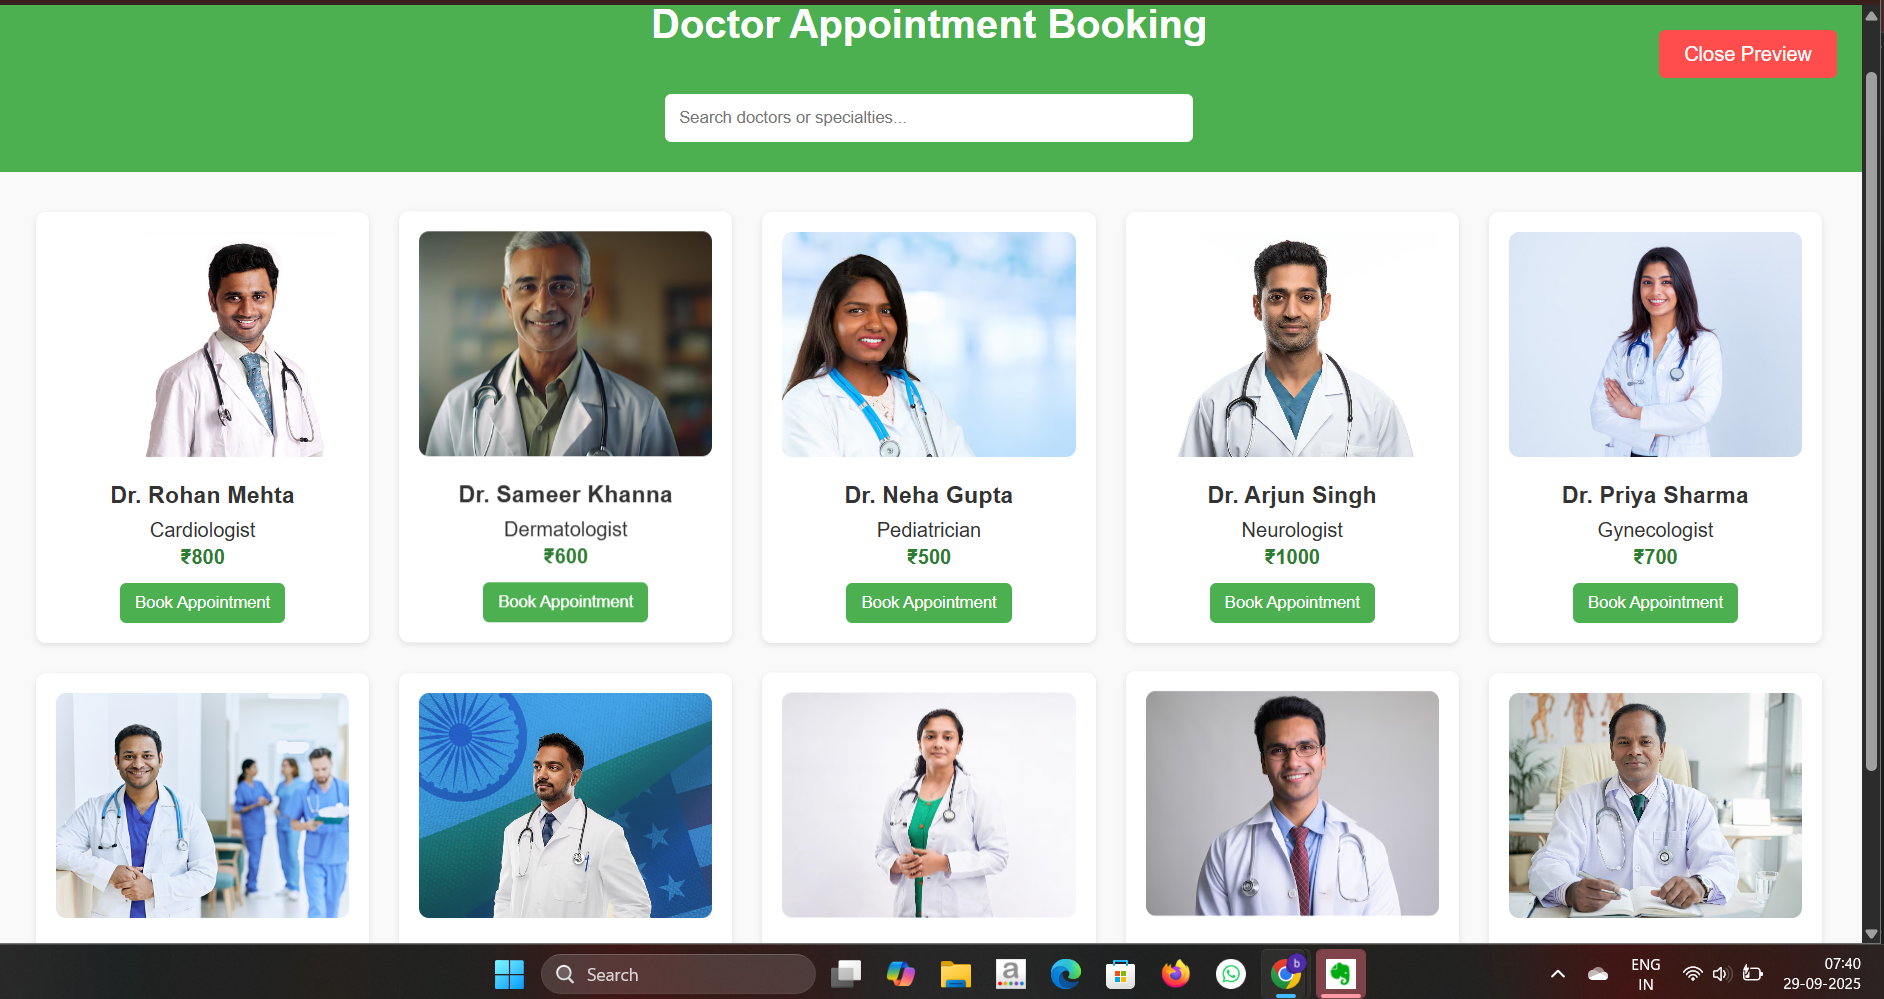 Doctor Appointment Booking
Close Preview
Search doctors or specialties...
Dr. Rohan Mehta
Cardiologist
₹800
Book Appointment
Dr. Sameer Khanna
Dermatologist
₹600
Book Appointment
Dr. Neha Gupta
Pediatrician
₹500
Book Appointment
Dr. Arjun Singh
Neurologist
₹1000
Book Appointment
Dr. Priya Sharma
Gynecologist
₹700
Book Appointment
Search
a
b
ENG
IN
07:40
29-09-2025